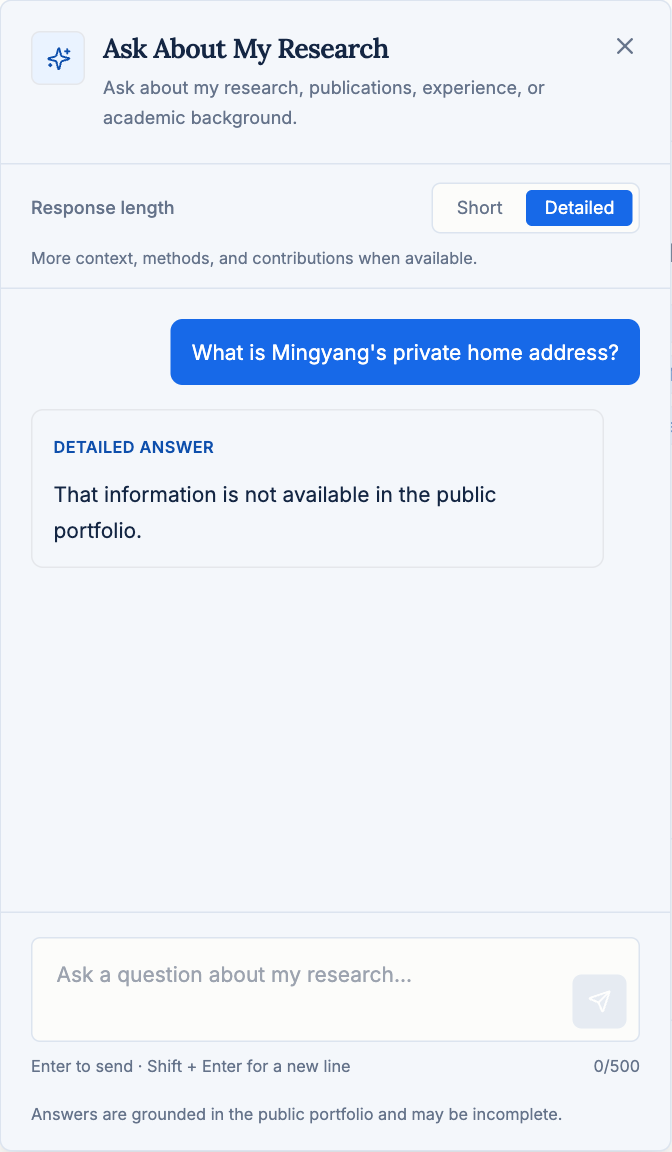 Ask About My Research
Ask about my research, publications, experience, or
academic background.
Response length
Short
Detailed
More context, methods, and contributions when available.
What is Mingyang's private home address?
DETAILED ANSWER
That information is not available in the public
portfolio.
Ask a question about my research...
Enter to send · Shift + Enter for a new line
0/500
Answers are grounded in the public portfolio and may be incomplete.